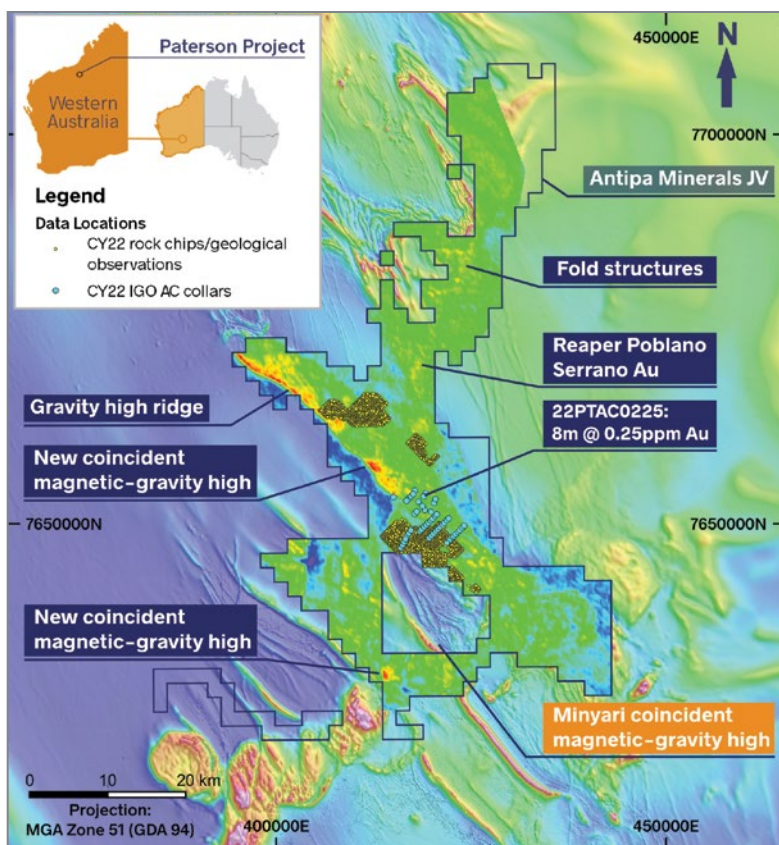 450000E
Paterson Project
N
Western
Australia
7700000N
Legend
Antipa Minerals JV
Data Locations
CY22 rock chips/geological
observations
CY22 IGO AC collars
Fold structures
Reaper Poblano
Serrano Au
Gravity high ridge
22PTAC0225:
8m @ 0.25ppm Au
New coincident
magnetic-gravity high
7650000N
7650000N
New coincident
magnetic-gravity high
Minyari coincident
magnetic-gravity high
0 10 20 km
Projection:
MGA Zone 51 (GDA 94)
400000E
450000E